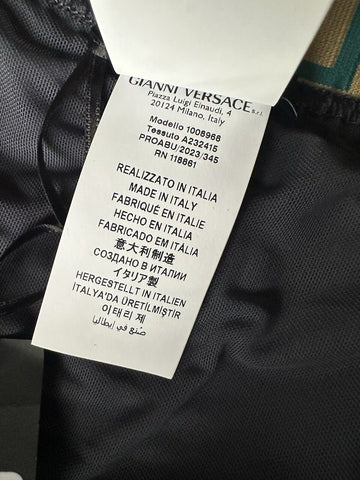 GIANNI VERSACE s.r.l.
Piazza Luigi Einaudi, 4
20124 Milano, Italy
Modello 1008968
Tessuto A232415
PROABU/2023/345
RN 118861
REALIZZATO IN ITALIA
MADE IN ITALY
FABRIQUÉ EN ITALIE
HECHO EN ITALIA
FABRICADO EM ITÁLIA
意大利制造
СОЗДАНО В ИТАЛИИ
イタリア製
HERGESTELLT IN ITALIEN
İTALYA'DA ÜRETİLMİŞTİR
이태리 제
صنع في إيطاليا